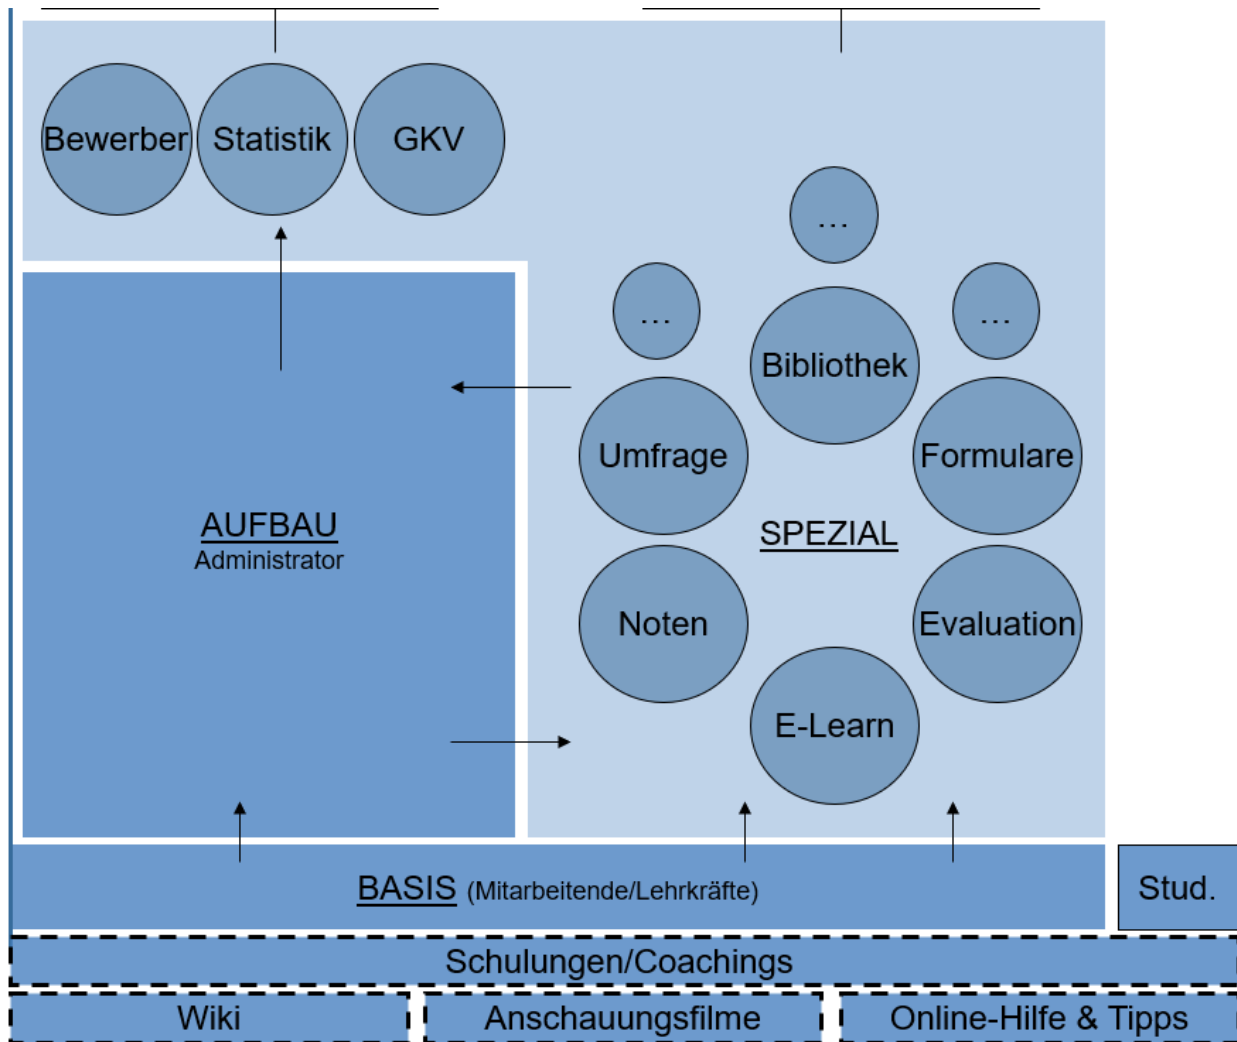 Bewerber
Statistik
GKV
...
...
...
Bibliothek
Umfrage
Formulare
AUFBAU
Administrator
SPEZIAL
Noten
Evaluation
E-Learn
BASIS (Mitarbeitende/Lehrkräfte)
Stud.
Schulungen/Coachings
Wiki
Anschauungsfilme
Online-Hilfe & Tipps